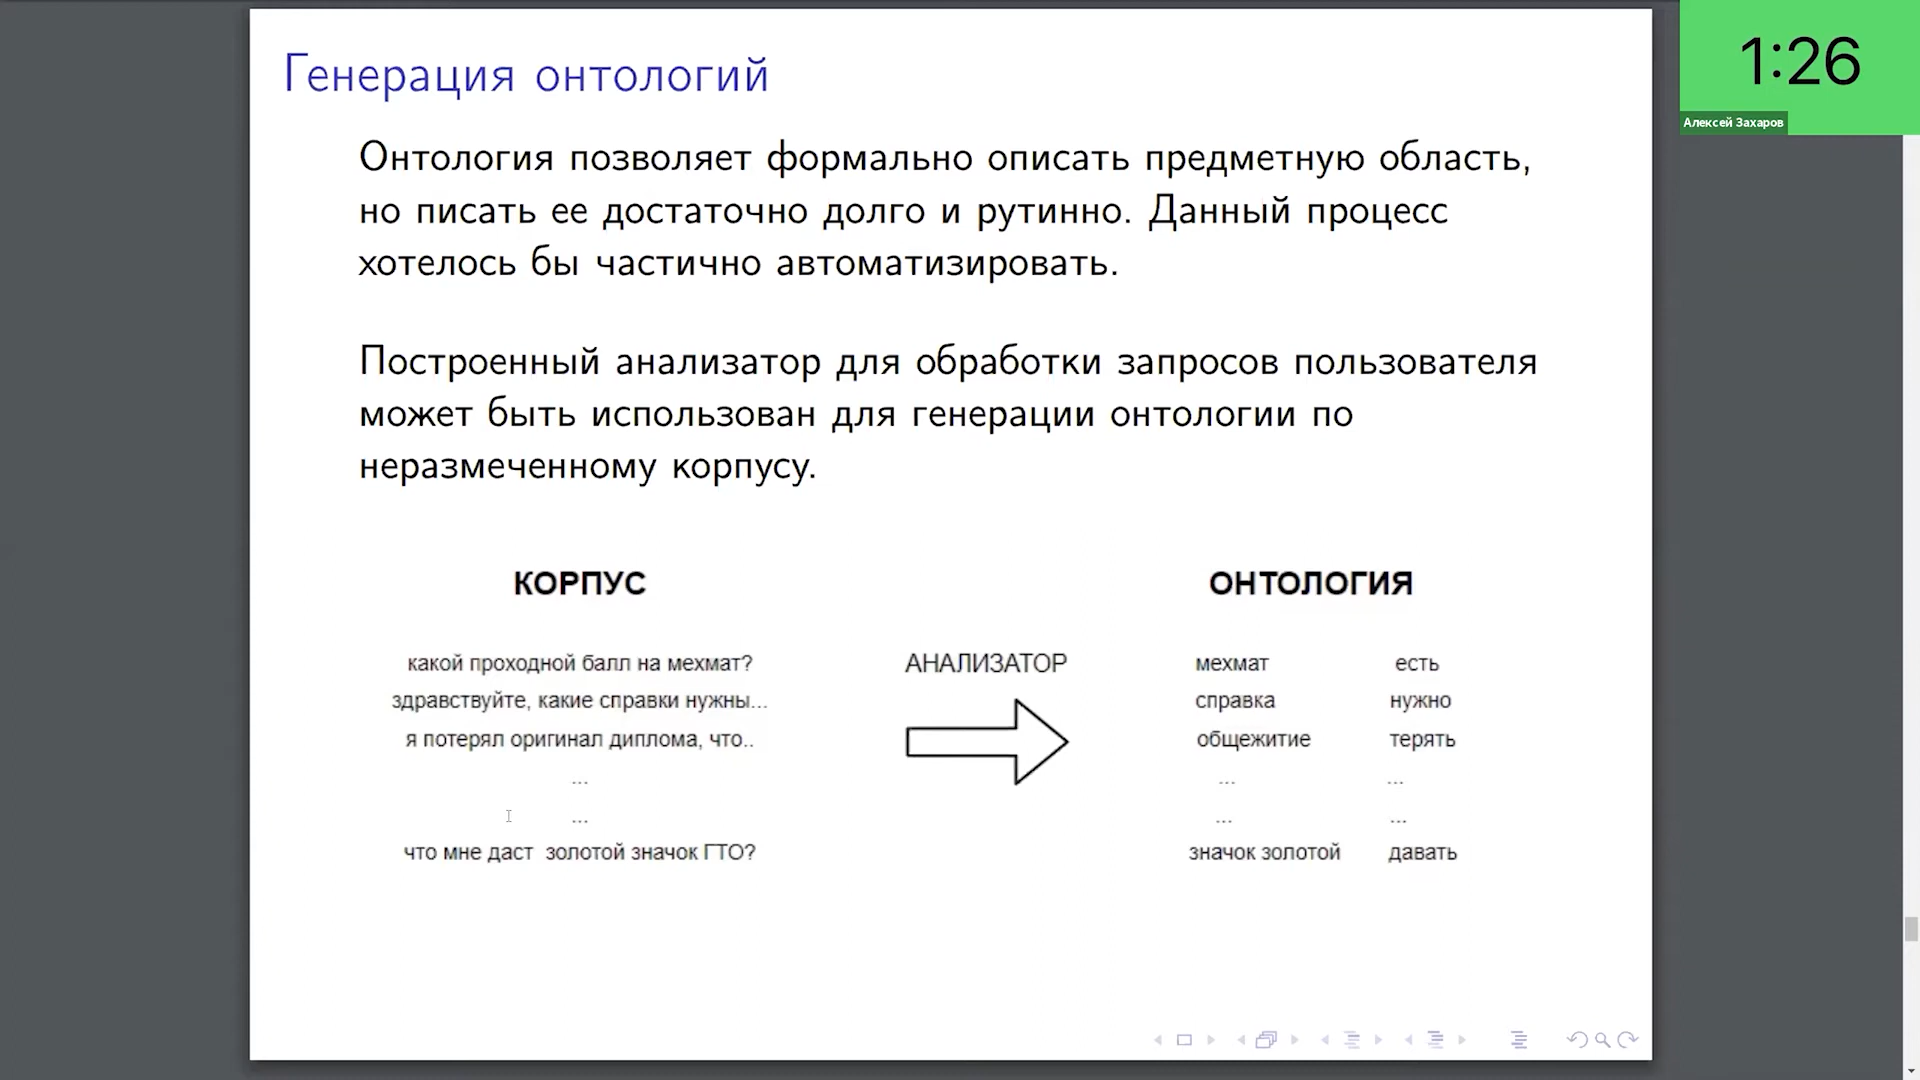 Генерация онтологий
1:26
Алексей Захаров
Онтология позволяет формально описать предметную область,
но писать ее достаточно долго и рутинно. Данный процесс
хотелось бы частично автоматизировать.
Построенный анализатор для обработки запросов пользователя
может быть использован для генерации онтологии по
неразмеченному корпусу.
КОРПУС
какой проходной балл на мехмат?
здравствуйте, какие справки нужны...
я потерял оригинал диплома, что..
...
...
что мне даст золотой значок ГТО?
АНАЛИЗАТОР
ОНТОЛОГИЯ
мехмат есть
справка нужно
общежитие терять
... ...
... ...
значок золотой давать